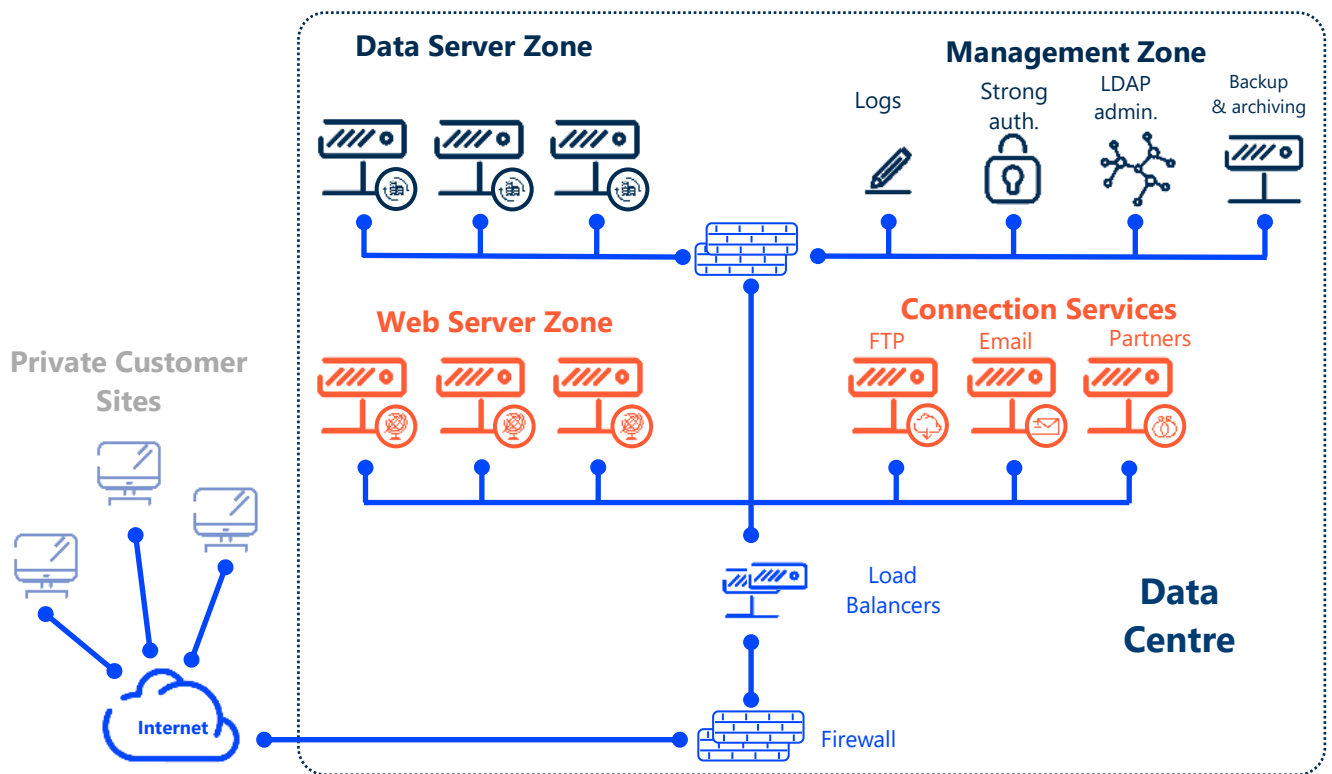 Data Server Zone
Management Zone
Logs
Strong
auth.
LDAP
admin.
Backup
& archiving
Web Server Zone
Connection Services
FTP
Email
Partners
Private Customer
Sites
Load
Balancers
Data
Centre
Internet
Firewall